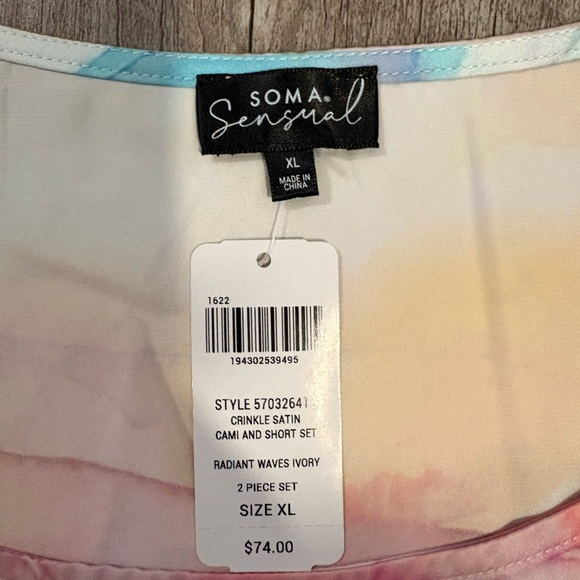 SOMA®
Sensual
XL
MADE IN
CHINA
1622
194302539495
STYLE 57032641
CRINKLE SATIN
CAMI AND SHORT SET
RADIANT WAVES IVORY
2 PIECE SET
SIZE XL
$74.00